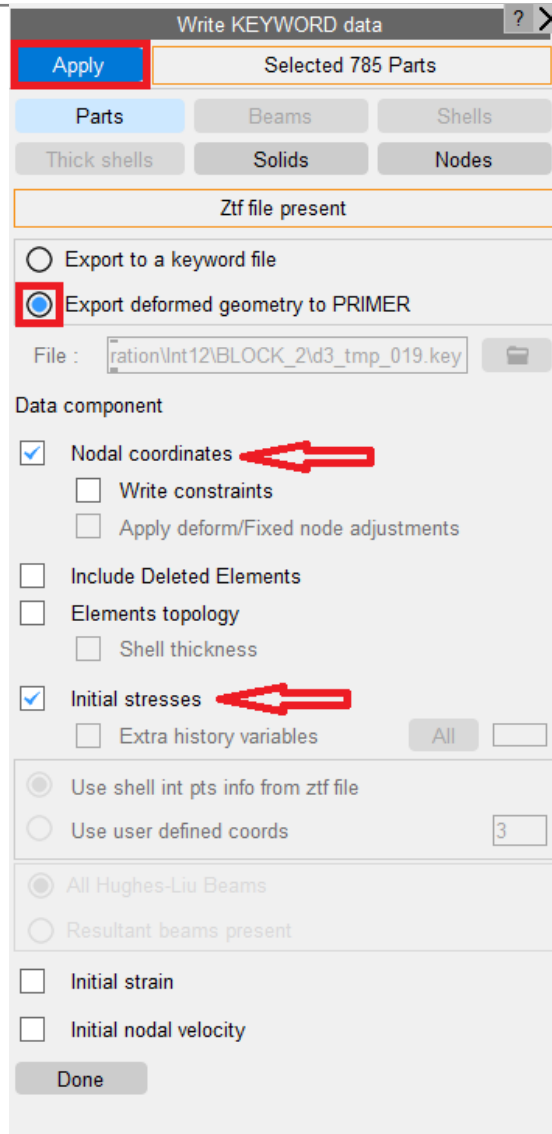 Write KEYWORD data ?
Apply Selected 785 Parts
Parts Beams Shells
Thick shells Solids Nodes
Ztf file present
Export to a keyword file
Export deformed geometry to PRIMER
File : ration\Int12\BLOCK_2\d3_tmp_019.key
Data component
Nodal coordinates
Write constraints
Apply deform/Fixed node adjustments
Include Deleted Elements
Elements topology
Shell thickness
Initial stresses
Extra history variables All
Use shell int pts info from ztf file
Use user defined coords 3
All Hughes-Liu Beams
Resultant beams present
Initial strain
Initial nodal velocity
Done